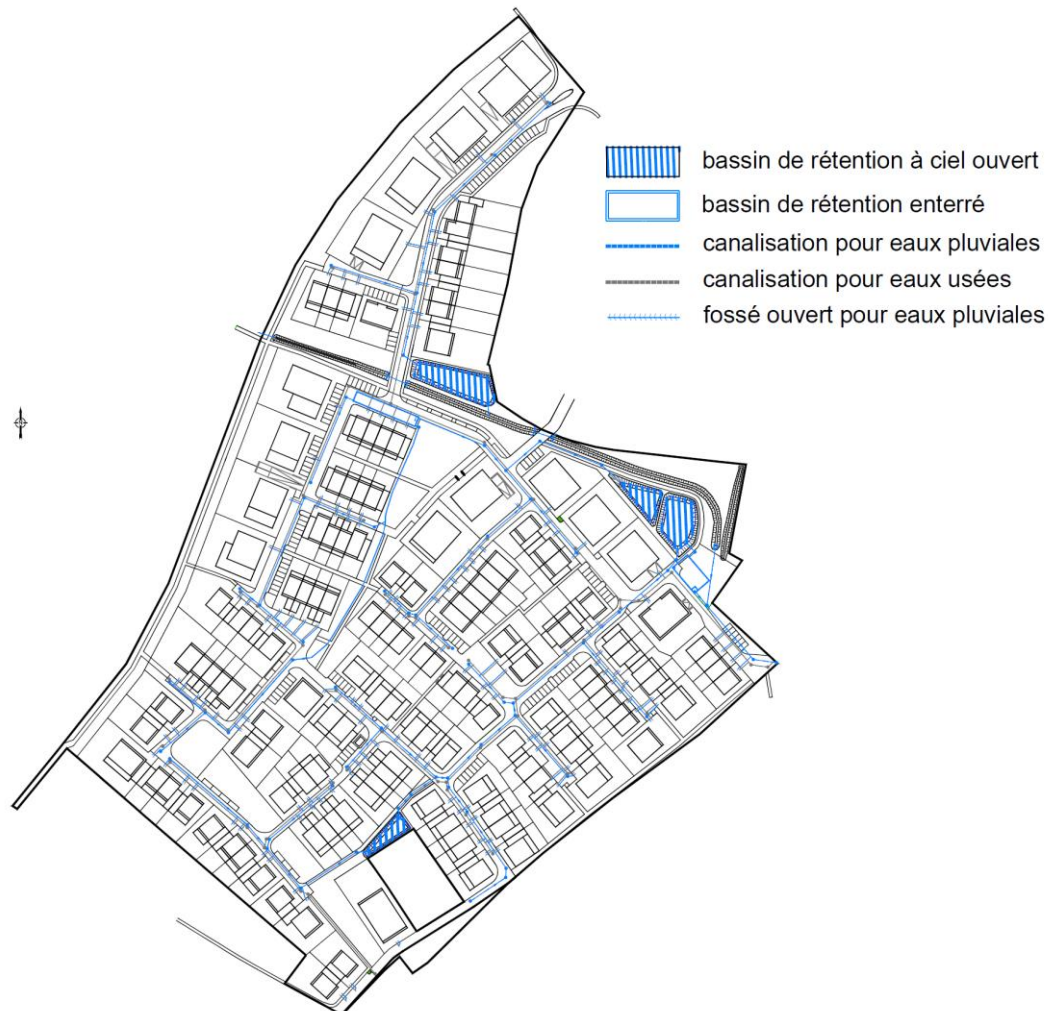 bassin de rétention à ciel ouvert
bassin de rétention enterré
canalisation pour eaux pluviales
canalisation pour eaux usées
fossé ouvert pour eaux pluviales